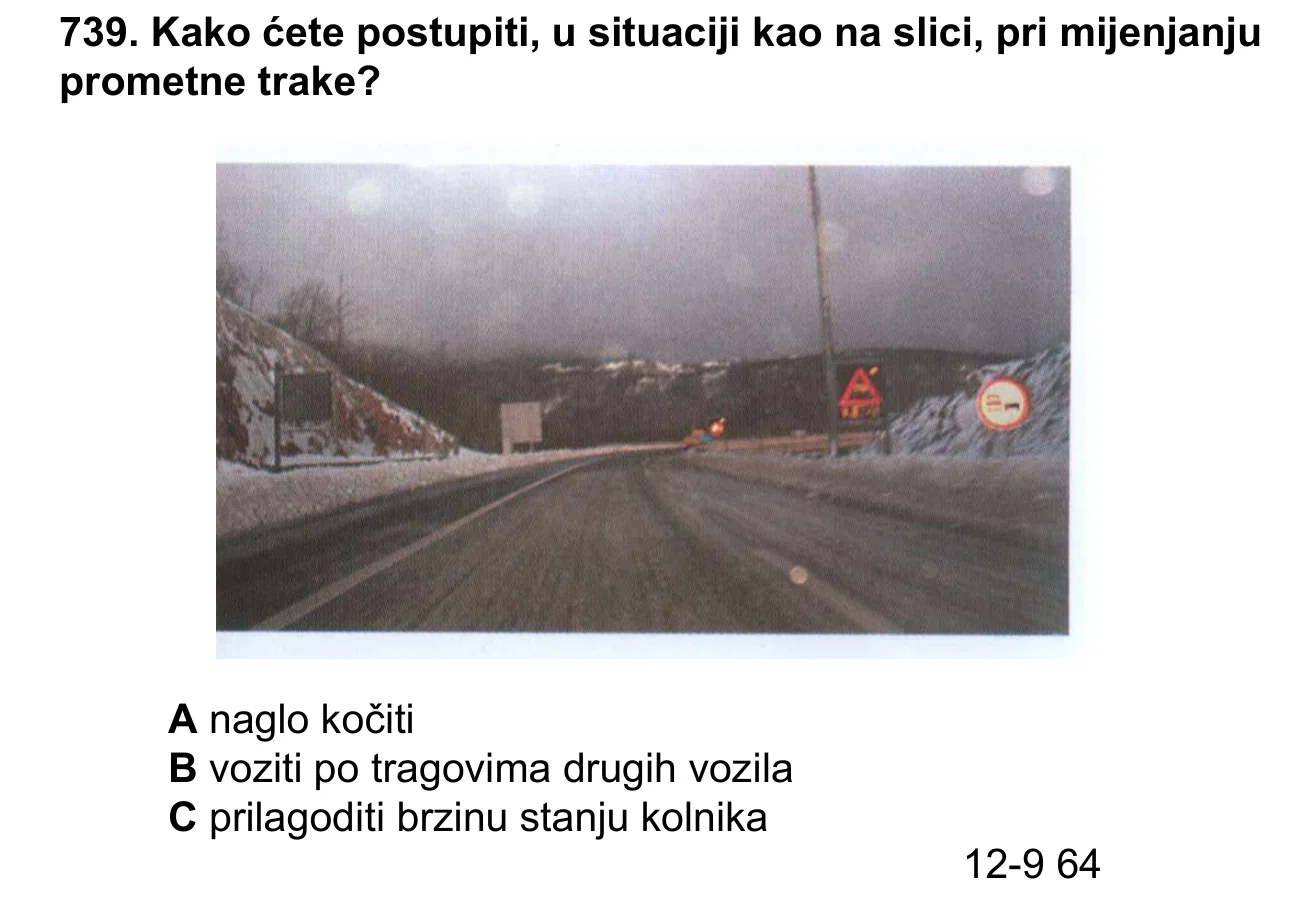 739. Kako ćete postupiti, u situaciji kao na slici, pri mijenjanju
prometne trake?
A naglo kočiti
B voziti po tragovima drugih vozila
C prilagoditi brzinu stanju kolnika
12-9 64